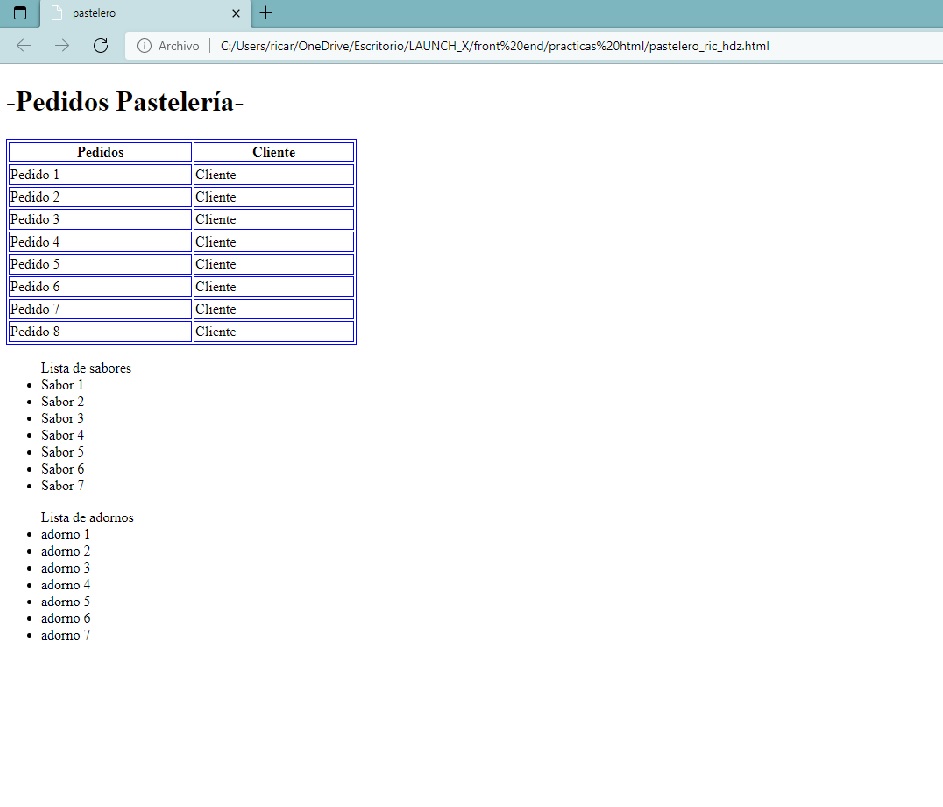 pastelero
Archivo C:/Users/ricar/OneDrive/Escritorio/LAUNCH_X/front%20end/practicas%20html/pastelero_ric_hdz.html
-Pedidos Pastelería-
Pedidos Cliente
Pedido 1 Cliente
Pedido 2 Cliente
Pedido 3 Cliente
Pedido 4 Cliente
Pedido 5 Cliente
Pedido 6 Cliente
Pedido 7 Cliente
Pedido 8 Cliente
Lista de sabores
Sabor 1
Sabor 2
Sabor 3
Sabor 4
Sabor 5
Sabor 6
Sabor 7
Lista de adornos
adorno 1
adorno 2
adorno 3
adorno 4
adorno 5
adorno 6
adorno 7